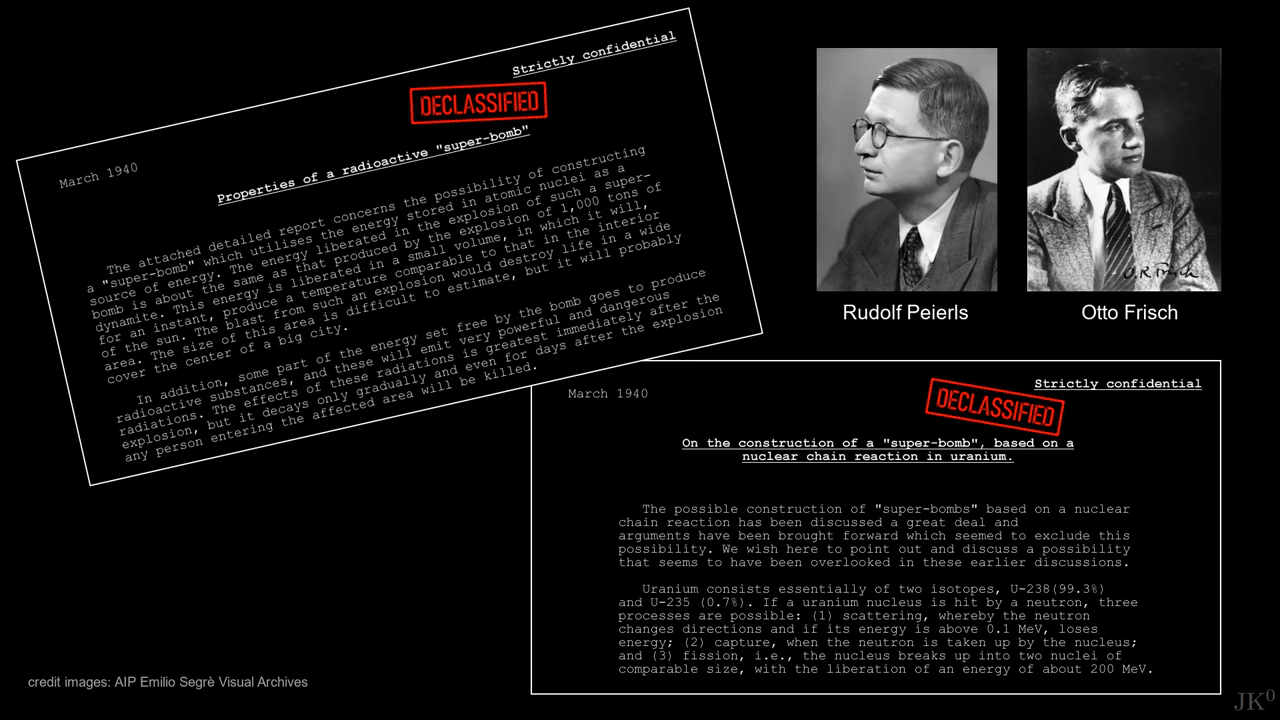 Strictly confidential
DECLASSIFIED
March 1940
Properties of a radioactive "super-bomb"
The attached detailed report concerns the possibility of constructing
a "super-bomb" which utilises the energy stored in atomic nuclei as a
source of energy. The energy liberated in the explosion of such a super-
bomb is about the same as that produced by the explosion of 1,000 tons of
dynamite. This energy is liberated in a small volume, in which it will,
for an instant, produce a temperature comparable to that in the interior
of the sun. The blast from such an explosion would destroy life in a wide
area. The size of this area is difficult to estimate, but it will probably
cover the center of a big city.
In addition, some part of the energy set free by the bomb goes to produce
radioactive substances, and these will emit very powerful and dangerous
radiations. The effects of these radiations is greatest immediately after the
explosion, but it decays only gradually and even for days after the explosion
any person entering the affected area will be killed.
Rudolf Peierls
O.R. Frisch
Otto Frisch
Strictly confidential
DECLASSIFIED
March 1940
On the construction of a "super-bomb", based on a
nuclear chain reaction in uranium.
The possible construction of "super-bombs" based on a nuclear
chain reaction has been discussed a great deal and
arguments have been brought forward which seemed to exclude this
possibility. We wish here to point out and discuss a possibility
that seems to have been overlooked in these earlier discussions.
Uranium consists essentially of two isotopes, U-238(99.3%)
and U-235 (0.7%). If a uranium nucleus is hit by a neutron, three
processes are possible: (1) scattering, whereby the neutron
changes directions and if its energy is above 0.1 MeV, loses
energy; (2) capture, when the neutron is taken up by the nucleus;
and (3) fission, i.e., the nucleus breaks up into two nuclei of
comparable size, with the liberation of an energy of about 200 MeV.
credit images: AIP Emilio Segrè Visual Archives
JK⁰